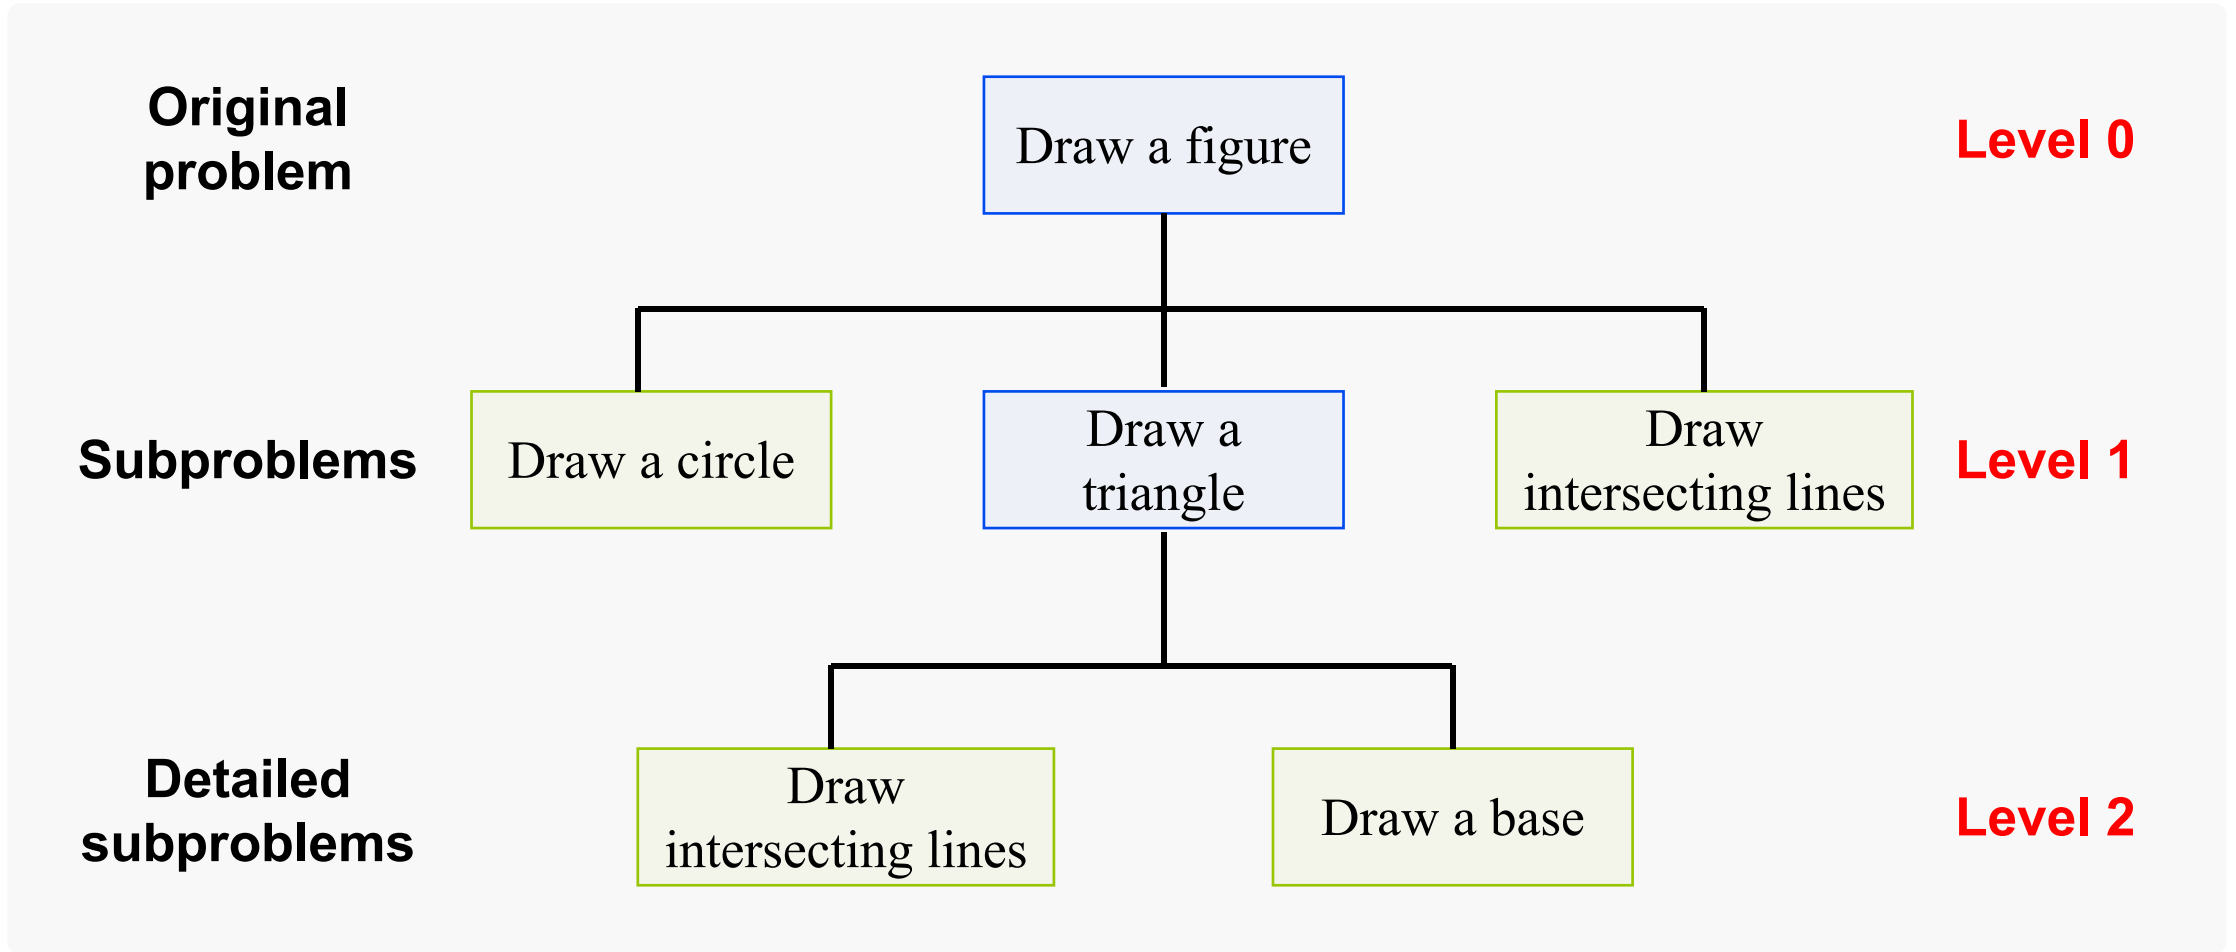 Original
problem
Draw a figure
Level 0
Subproblems
Draw a circle
Draw a
triangle
Draw
intersecting lines
Level 1
Detailed
subproblems
Draw
intersecting lines
Draw a base
Level 2